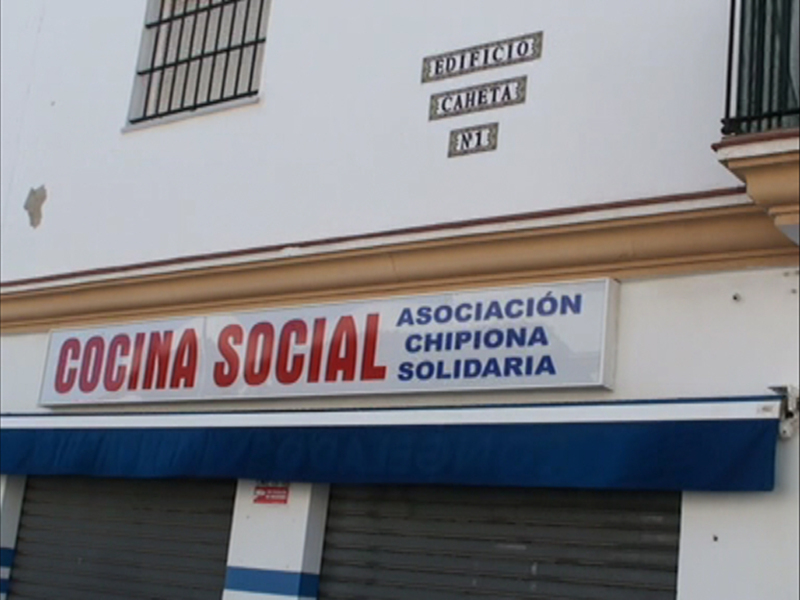 EDIFICIO
CAHETA
Nº1
COCINA SOCIAL
ASOCIACIÓN
CHIPIONA
SOLIDARIA